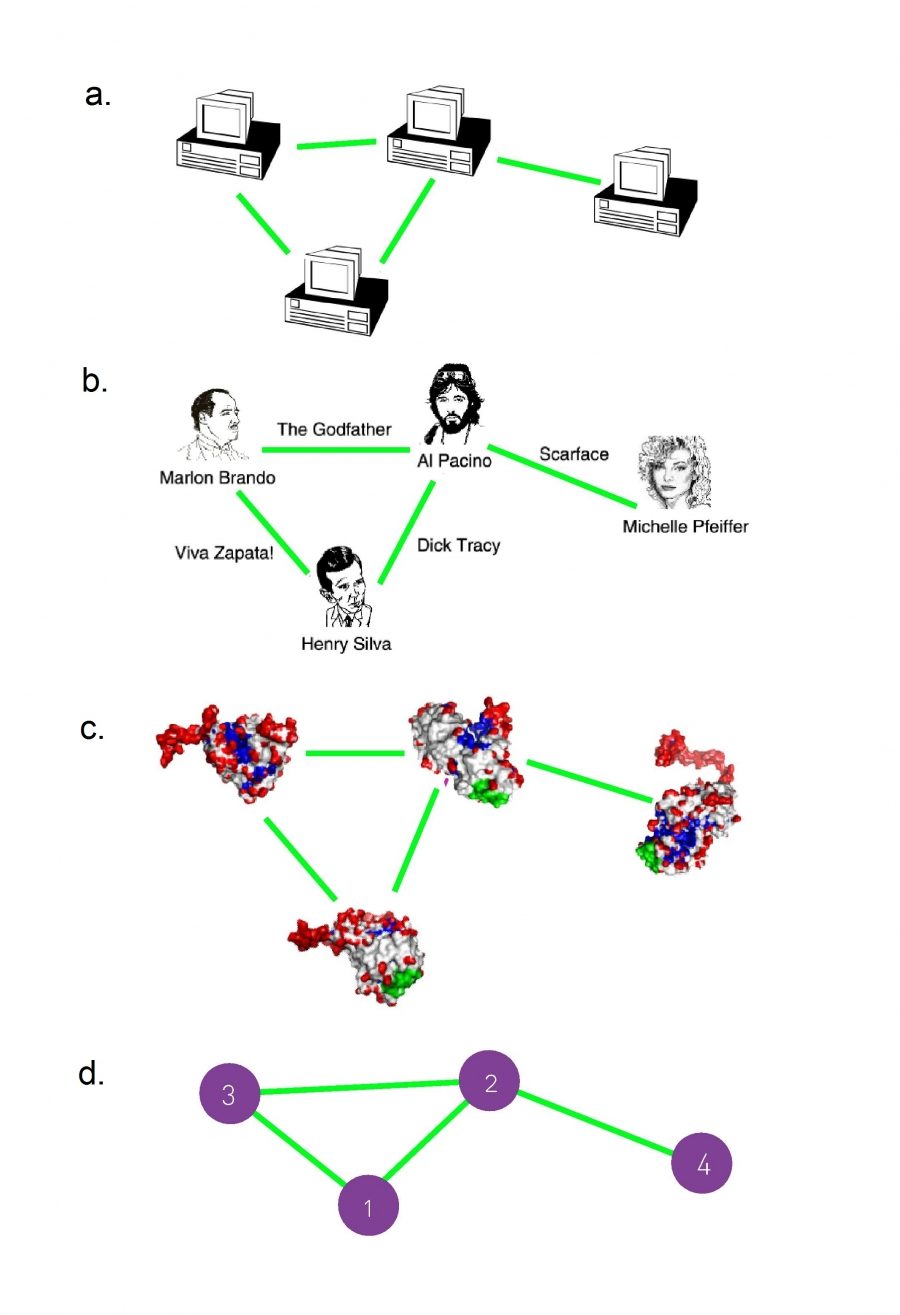 a.
b.
The Godfather
Al Pacino
Scarface
Marlon Brando
Michelle Pfeiffer
Viva Zapata!
Dick Tracy
Henry Silva
c.
d.
3
2
4
1